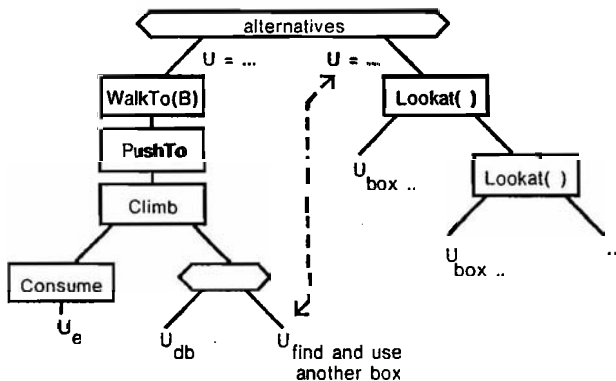 alternatives
U = ...
U = ....
WalkTo(B)
Lookat( )
PushTo
U box ..
Lookat( )
Climb
U box ..
..
Consume
U e
U db
U find and use
another box